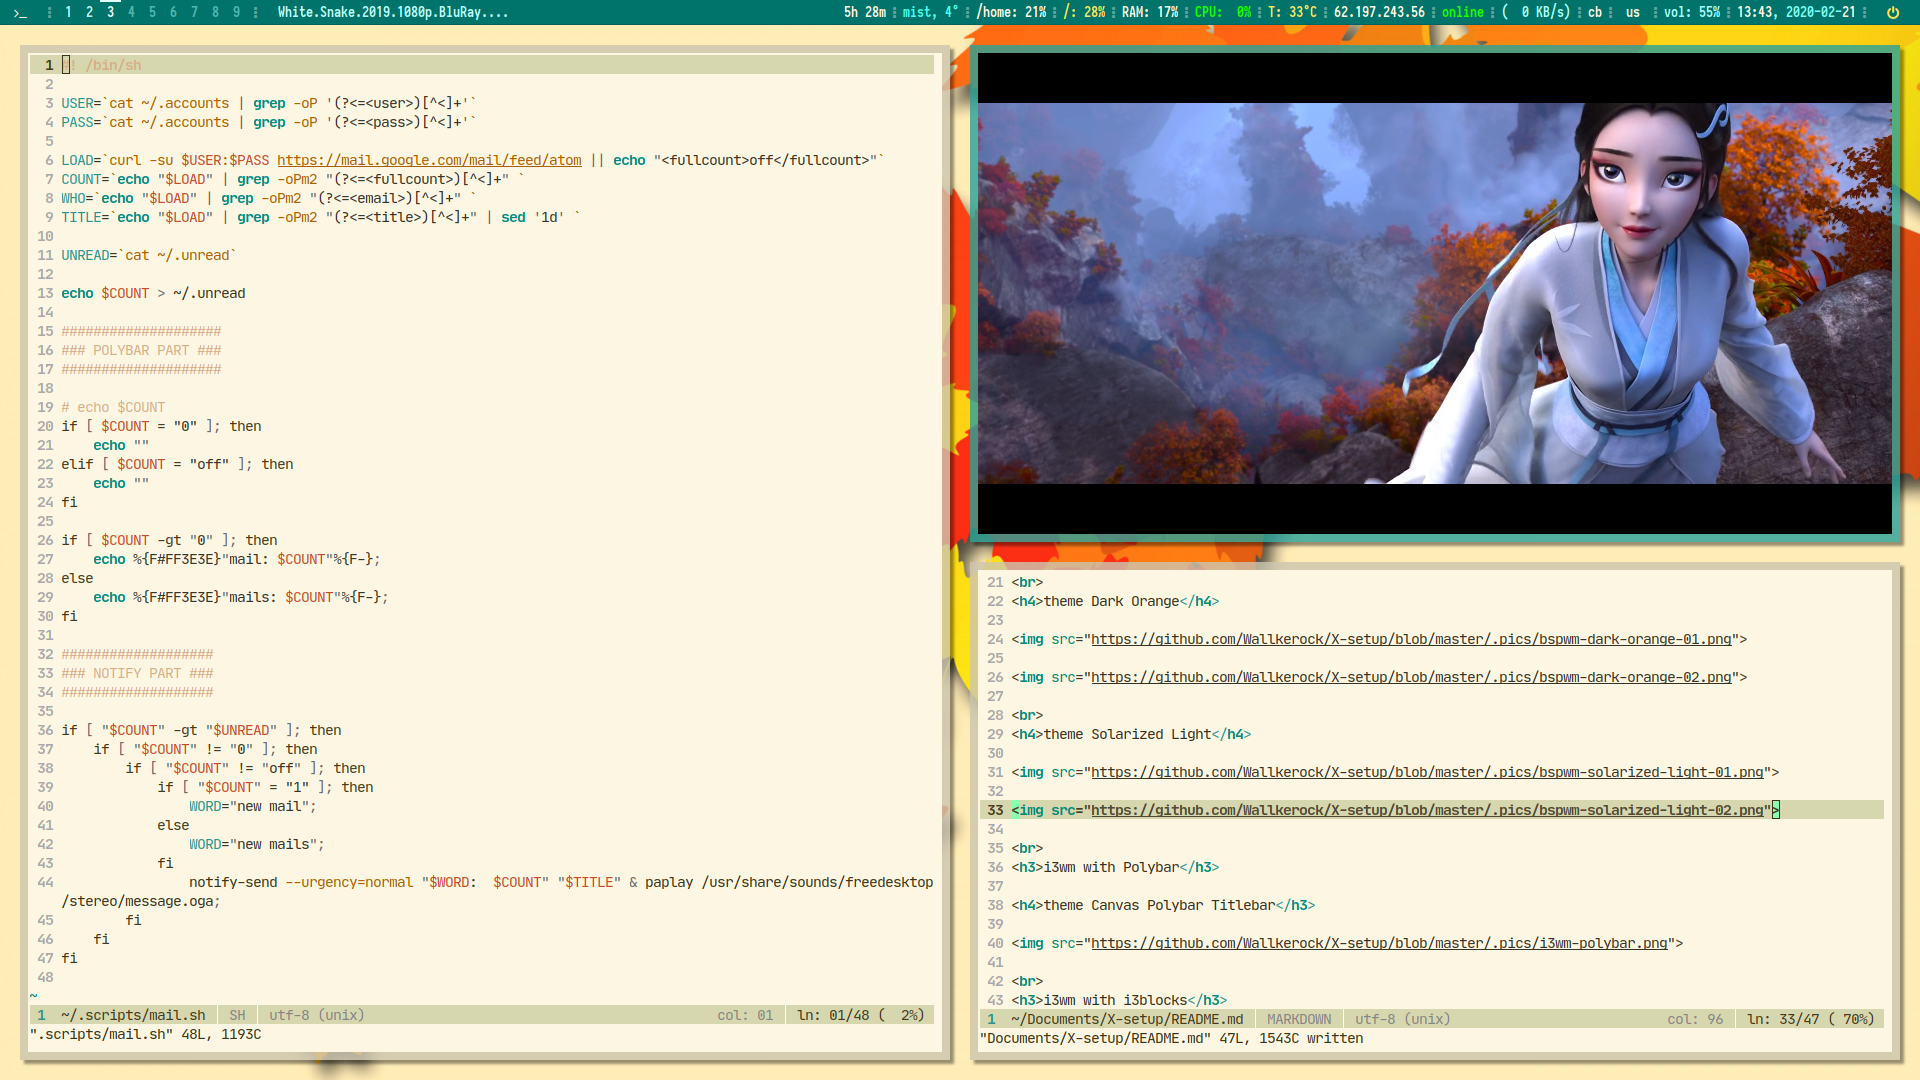 >_ ⋮ 1 2 3 4 5 6 7 8 9 ⋮ White.Snake.2019.1080p.BluRay....
5h 28m ⋮ mist, 4° ⋮ /home: 21% ⋮ /: 28% ⋮ RAM: 17% ⋮ CPU:  0% ⋮ T: 33°C ⋮ 62.197.243.56 ⋮ online ⋮ (  0 KB/s) ⋮ cb ⋮ us ⋮ vol: 55% ⋮ 13:43, 2020-02-21 ⋮
1 #! /bin/sh
2
3 USER=`cat ~/.accounts | grep -oP '(?<=<user>)[^<]+'`
4 PASS=`cat ~/.accounts | grep -oP '(?<=<pass>)[^<]+'`
5
6 LOAD=`curl -su $USER:$PASS https://mail.google.com/mail/feed/atom || echo "<fullcount>off</fullcount>"`
7 COUNT=`echo "$LOAD" | grep -oPm2 "(?<=<fullcount>)[^<]+" `
8 WHO=`echo "$LOAD" | grep -oPm2 "(?<=<email>)[^<]+" `
9 TITLE=`echo "$LOAD" | grep -oPm2 "(?<=<title>)[^<]+" | sed '1d' `
10
11 UNREAD=`cat ~/.unread`
12
13 echo $COUNT > ~/.unread
14
15 ####################
16 ### POLYBAR PART ###
17 ####################
18
19 # echo $COUNT
20 if [ $COUNT = "0" ]; then
21     echo ""
22 elif [ $COUNT = "off" ]; then
23     echo ""
24 fi
25
26 if [ $COUNT -gt "0" ]; then
27     echo %{F#FF3E3E}"mail: $COUNT"%{F-};
28 else
29     echo %{F#FF3E3E}"mails: $COUNT"%{F-};
30 fi
31
32 ###################
33 ### NOTIFY PART ###
34 ###################
35
36 if [ "$COUNT" -gt "$UNREAD" ]; then
37     if [ "$COUNT" != "0" ]; then
38         if [ "$COUNT" != "off" ]; then
39             if [ "$COUNT" = "1" ]; then
40                 WORD="new mail";
41             else
42                 WORD="new mails";
43             fi
44                 notify-send --urgency=normal "$WORD:  $COUNT" "$TITLE" & paplay /usr/share/sounds/freedesktop
/stereo/message.oga;
45         fi
46     fi
47 fi
48
~
1 ~/.scripts/mail.sh SH utf-8 (unix) col: 01 ln: 01/48 (  2%)
".scripts/mail.sh" 48L, 1193C
21 <br>
22 <h4>theme Dark Orange</h4>
23
24 <img src="https://github.com/Wallkerock/X-setup/blob/master/.pics/bspwm-dark-orange-01.png">
25
26 <img src="https://github.com/Wallkerock/X-setup/blob/master/.pics/bspwm-dark-orange-02.png">
27
28 <br>
29 <h4>theme Solarized Light</h4>
30
31 <img src="https://github.com/Wallkerock/X-setup/blob/master/.pics/bspwm-solarized-light-01.png">
32
33 <img src="https://github.com/Wallkerock/X-setup/blob/master/.pics/bspwm-solarized-light-02.png">
34
35 <br>
36 <h3>i3wm with Polybar</h3>
37
38 <h4>theme Canvas Polybar Titlebar</h3>
39
40 <img src="https://github.com/Wallkerock/X-setup/blob/master/.pics/i3wm-polybar.png">
41
42 <br>
43 <h3>i3wm with i3blocks</h3>
1 ~/Documents/X-setup/README.md MARKDOWN utf-8 (unix) col: 96 ln: 33/47 ( 70%)
"Documents/X-setup/README.md" 47L, 1543C written